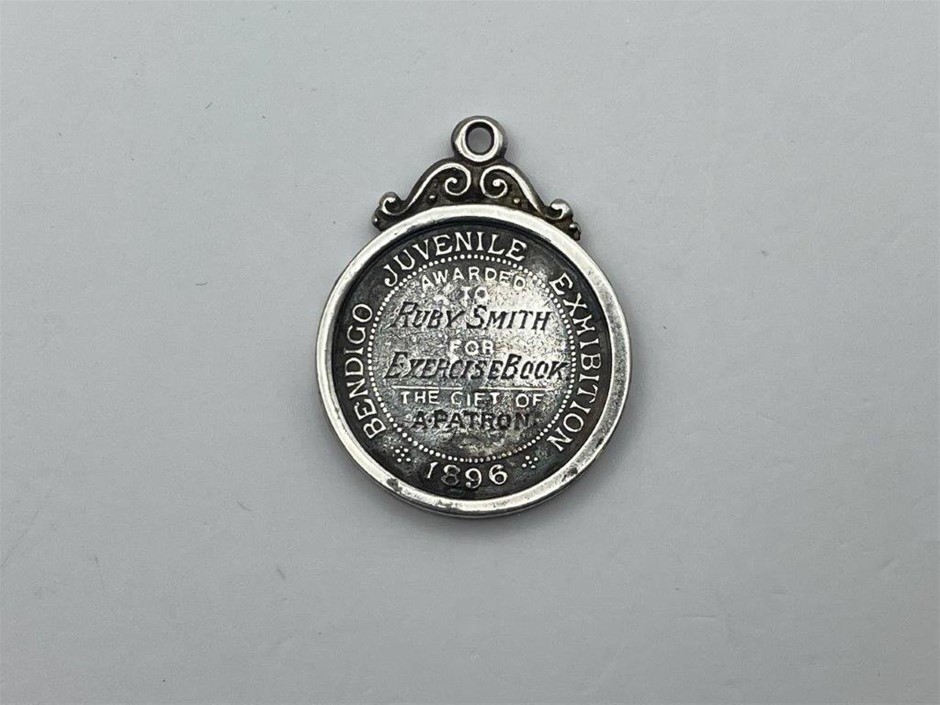 BENDIGO JUVENILE EXHIBITION
AWARDED
TO
RUBY SMITH
FOR
EXERCISE BOOK
THE GIFT OF
A·PATRON
1896